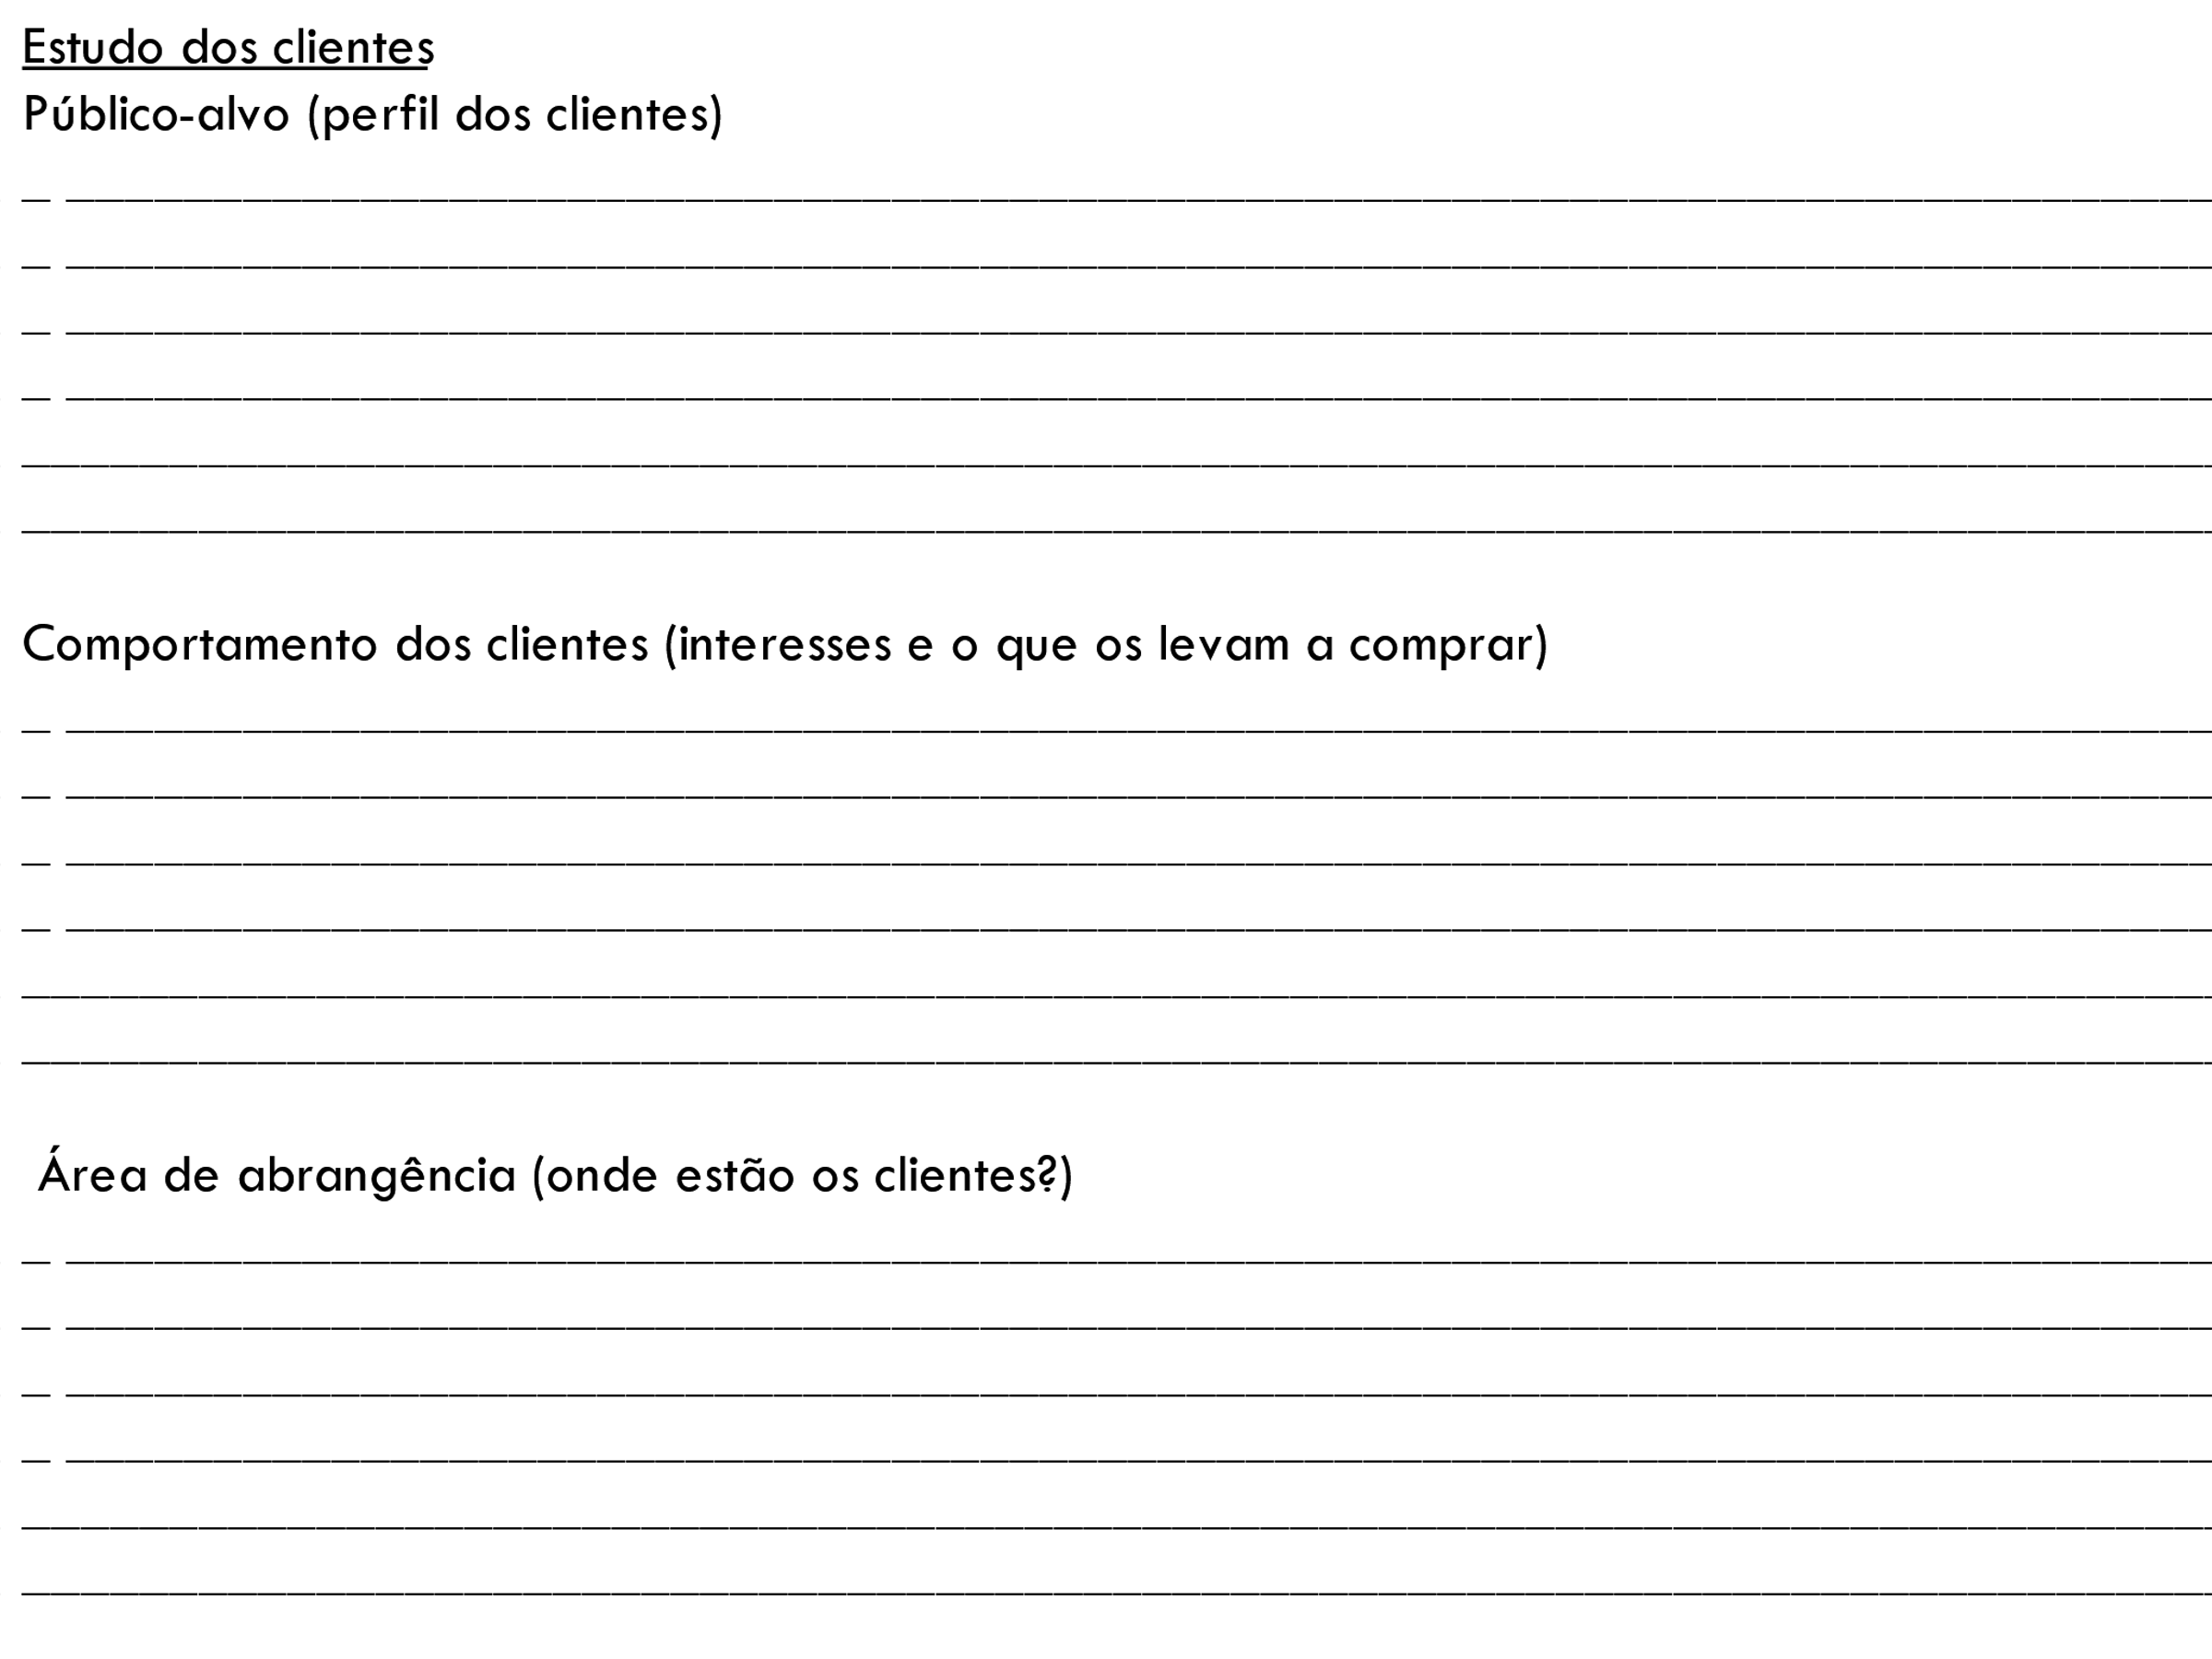 Estudo dos clientes
Público-alvo (perfil dos clientes)
Comportamento dos clientes (interesses e o que os levam a comprar)
Área de abrangência (onde estão os clientes?)